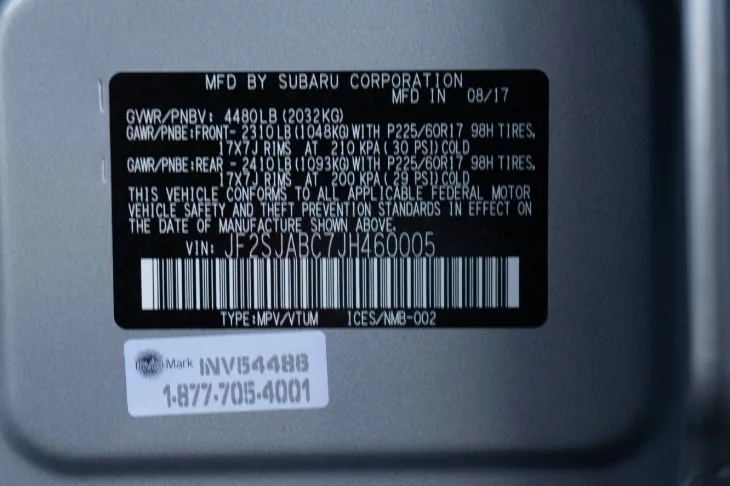 MFD BY SUBARU CORPORATION
MFD IN 08/17
GVWR/PNBV: 4480LB(2032KG)
GAWR/PNBE:FRONT- 2310LB(1048KG)WITH P225/60R17 98H TIRES,
17X7J RIMS AT 210 KPA(30 PSI)COLD
GAWR/PNBE:REAR - 2410LB(1093KG)WITH P225/60R17 98H TIRES,
17X7J RIMS AT 200 KPA(29 PSI)COLD
THIS VEHICLE CONFORMS TO ALL APPLICABLE FEDERAL MOTOR
VEHICLE SAFETY AND THEFT PREVENTION STANDARDS IN EFFECT ON
THE DATE OF MANUFACTURE SHOWN ABOVE.
VIN: JF2SJABC7JH460005
TYPE:MPV/VTUM ICES/NMB-002
Mark INV54486
1-877-705-4001